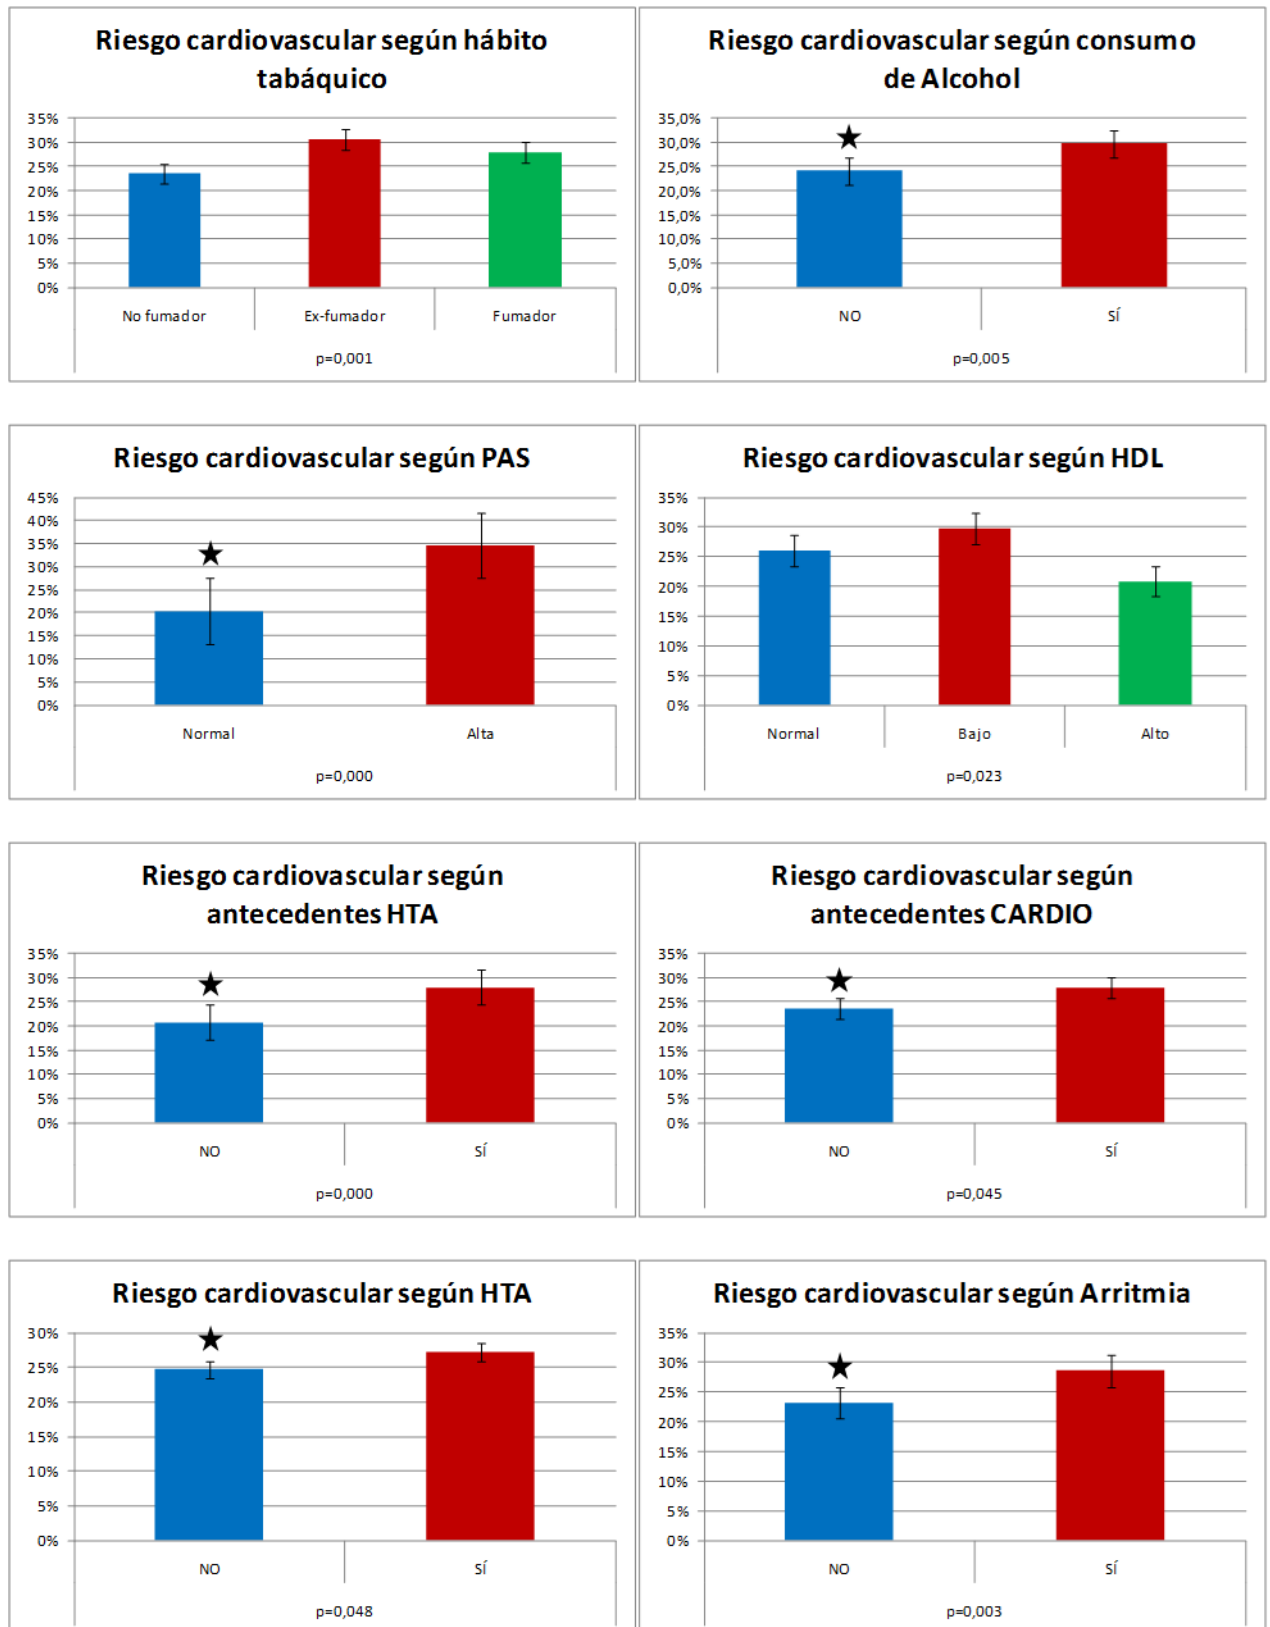 Riesgo cardiovascular según hábito
tabáquico
35%
30%
25%
20%
15%
10%
5%
0%
No fumador Ex-fumador Fumador
p=0,001
Riesgo cardiovascular según consumo
de Alcohol
35,0%
30,0%
25,0%
20,0%
15,0%
10,0%
5,0%
0,0%
NO SÍ
p=0,005
Riesgo cardiovascular según PAS
45%
40%
35%
30%
25%
20%
15%
10%
5%
0%
Normal Alta
p=0,000
Riesgo cardiovascular según HDL
35%
30%
25%
20%
15%
10%
5%
0%
Normal Bajo Alto
p=0,023
Riesgo cardiovascular según
antecedentes HTA
35%
30%
25%
20%
15%
10%
5%
0%
NO SÍ
p=0,000
Riesgo cardiovascular según
antecedentes CARDIO
35%
30%
25%
20%
15%
10%
5%
0%
NO SÍ
p=0,045
Riesgo cardiovascular según HTA
30%
25%
20%
15%
10%
5%
0%
NO SÍ
p=0,048
Riesgo cardiovascular según Arritmia
35%
30%
25%
20%
15%
10%
5%
0%
NO SÍ
p=0,003